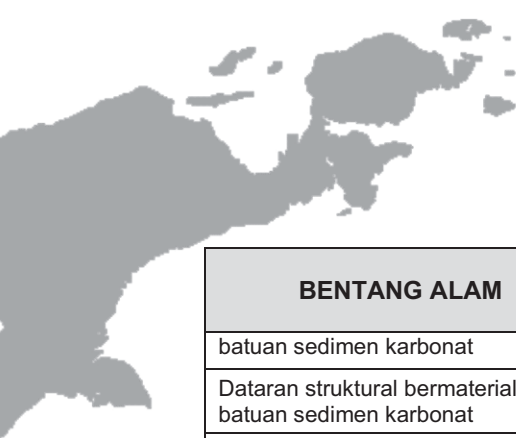 BENTANG ALAM
batuan sedimen karbonat
Dataran struktural bermaterial
batuan sedimen karbonat